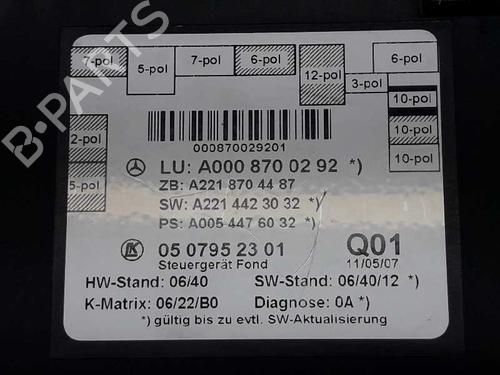 7-pol
5-pol
7-pol
6-pol
12-pol
3-pol
6-pol
10-pol
10-pol
10-pol
2-pol
5-pol
B-PARTS
000870029201
LU: A000 870 02 92 *)
ZB: A221 870 44 87
SW: A221 442 30 32 *)
PS: A005 447 60 32 *)
LK 05 0795 23 01
Q01
Steuergerät Fond
11/05/07
HW-Stand: 06/40 SW-Stand: 06/40/12 *)
K-Matrix: 06/22/B0 Diagnose: 0A *)
*) gültig bis zu evtl. SW-Aktualisierung